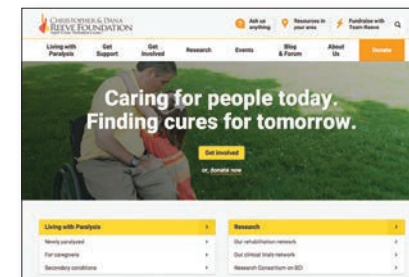 CHRISTOPHER & DANA
REEVE FOUNDATION
Ask us anything
Resources in your area
Fundraise with Team Reeve
Living with Paralysis
Get Support
Get Involved
Research
Events
Blog & Forum
About Us
Donate
Caring for people today.
Finding cures for tomorrow.
Get involved
or, donate now
Living with Paralysis
Newly paralyzed
For caregivers
Secondary conditions
Research
Our rehabilitation network
Our clinical trials network
Research Consortium on SCI